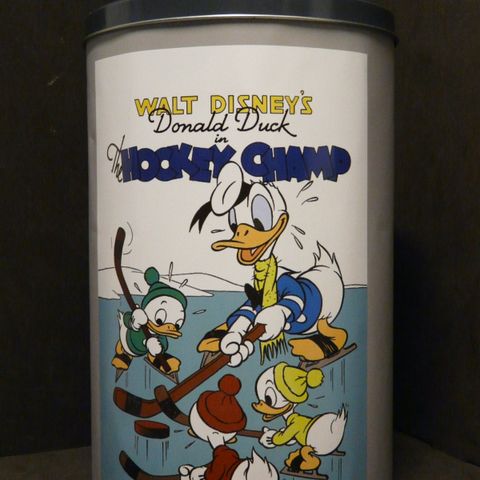 WALT DISNEY'S
Donald Duck
in
The HOCKEY CHAMP